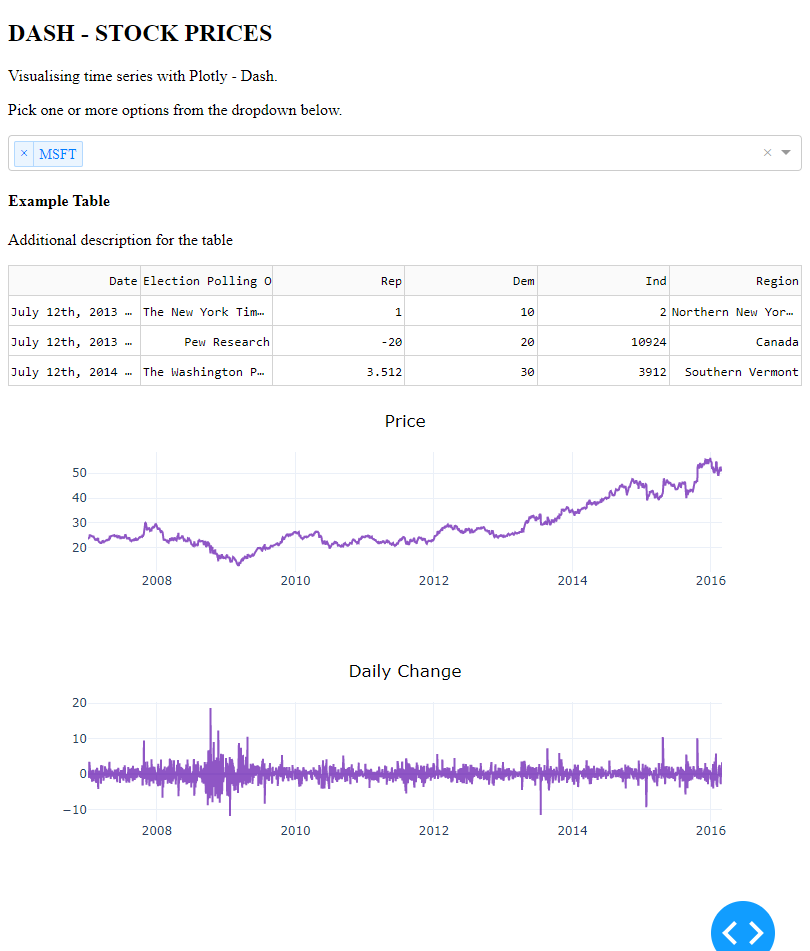 DASH - STOCK PRICES
Visualising time series with Plotly - Dash.
Pick one or more options from the dropdown below.
× MSFT × 
Example Table
Additional description for the table
Date Election Polling O Rep Dem Ind Region
July 12th, 2013 … The New York Tim… 1 10 2 Northern New Yor…
July 12th, 2013 … Pew Research -20 20 10924 Canada
July 12th, 2014 … The Washington P… 3.512 30 3912 Southern Vermont
Price
50
40
30
20
2008 2010 2012 2014 2016
Daily Change
20
10
0
−10
2008 2010 2012 2014 2016